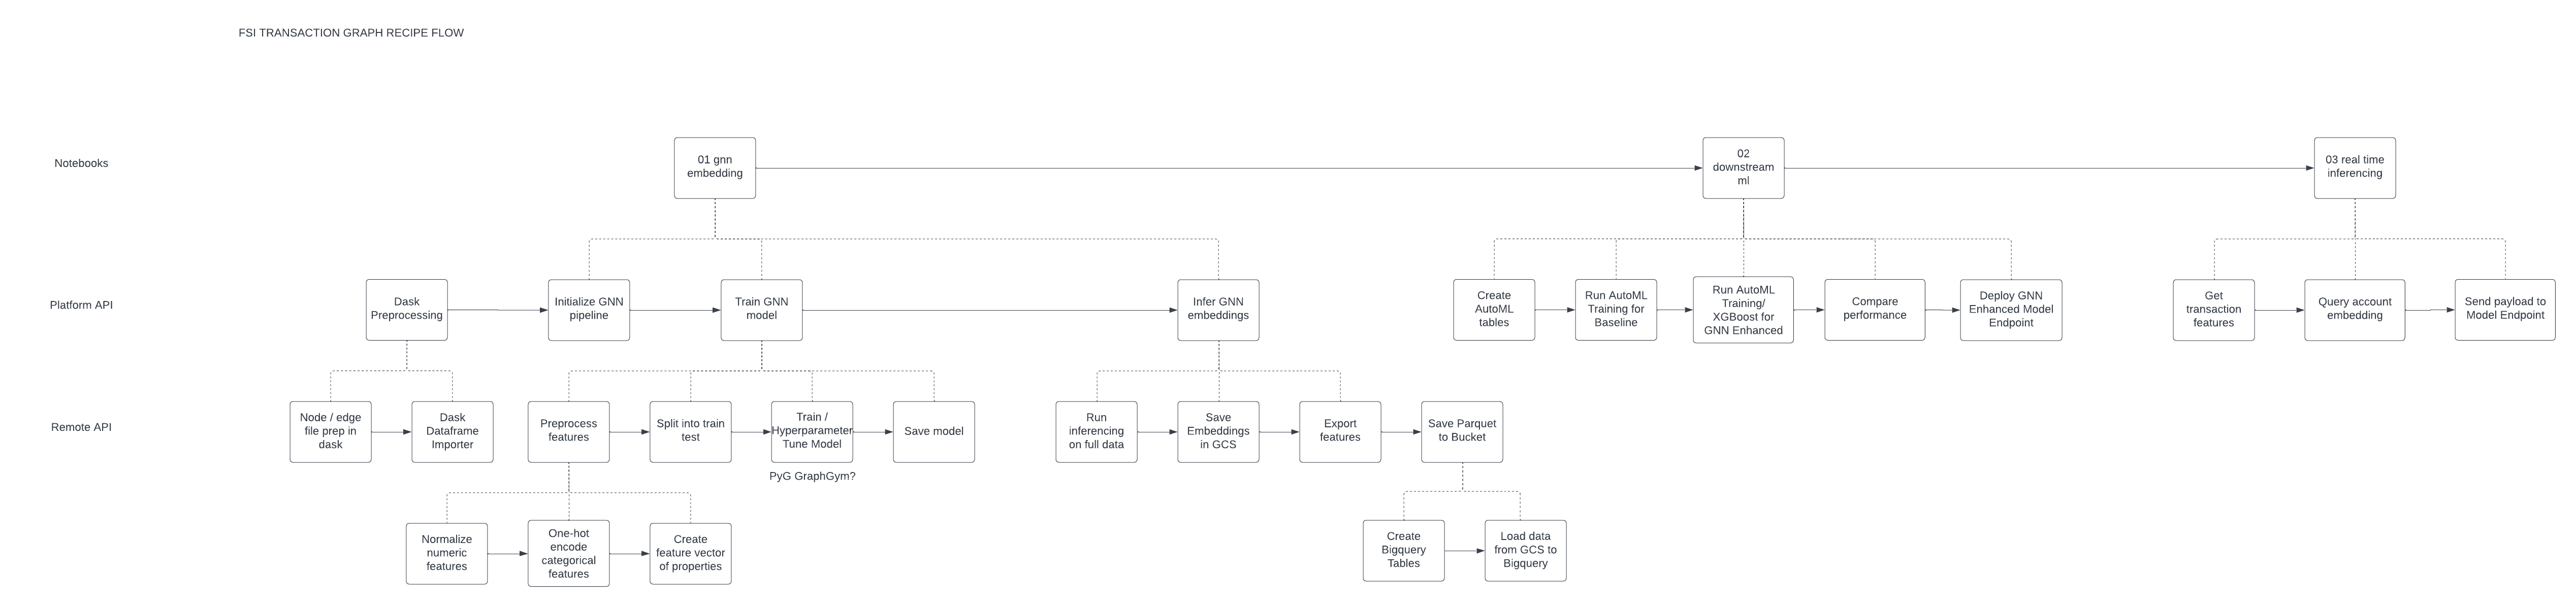 FSI TRANSACTION GRAPH RECIPE FLOW
Notebooks
01 gnn
embedding
02
downstream
ml
03 real time
inferencing
Platform API
Dask
Preprocessing
Initialize GNN
pipeline
Train GNN
model
Infer GNN
embeddings
Create
AutoML
tables
Run AutoML
Training for
Baseline
Run AutoML
Training/
XGBoost for
GNN Enhanced
Compare
performance
Deploy GNN
Enhanced Model
Endpoint
Get
transaction
features
Query account
embedding
Send payload to
Model Endpoint
Remote API
Node / edge
file prep in
dask
Dask
Dataframe
Importer
Preprocess
features
Split into train
test
Train /
Hyperparameter
Tune Model
Save model
Run
inferencing
on full data
Save
Embeddings
in GCS
Export
features
Save Parquet
to Bucket
PyG GraphGym?
Normalize
numeric
features
One-hot
encode
categorical
features
Create
feature vector
of properties
Create
Bigquery
Tables
Load data
from GCS to
Bigquery